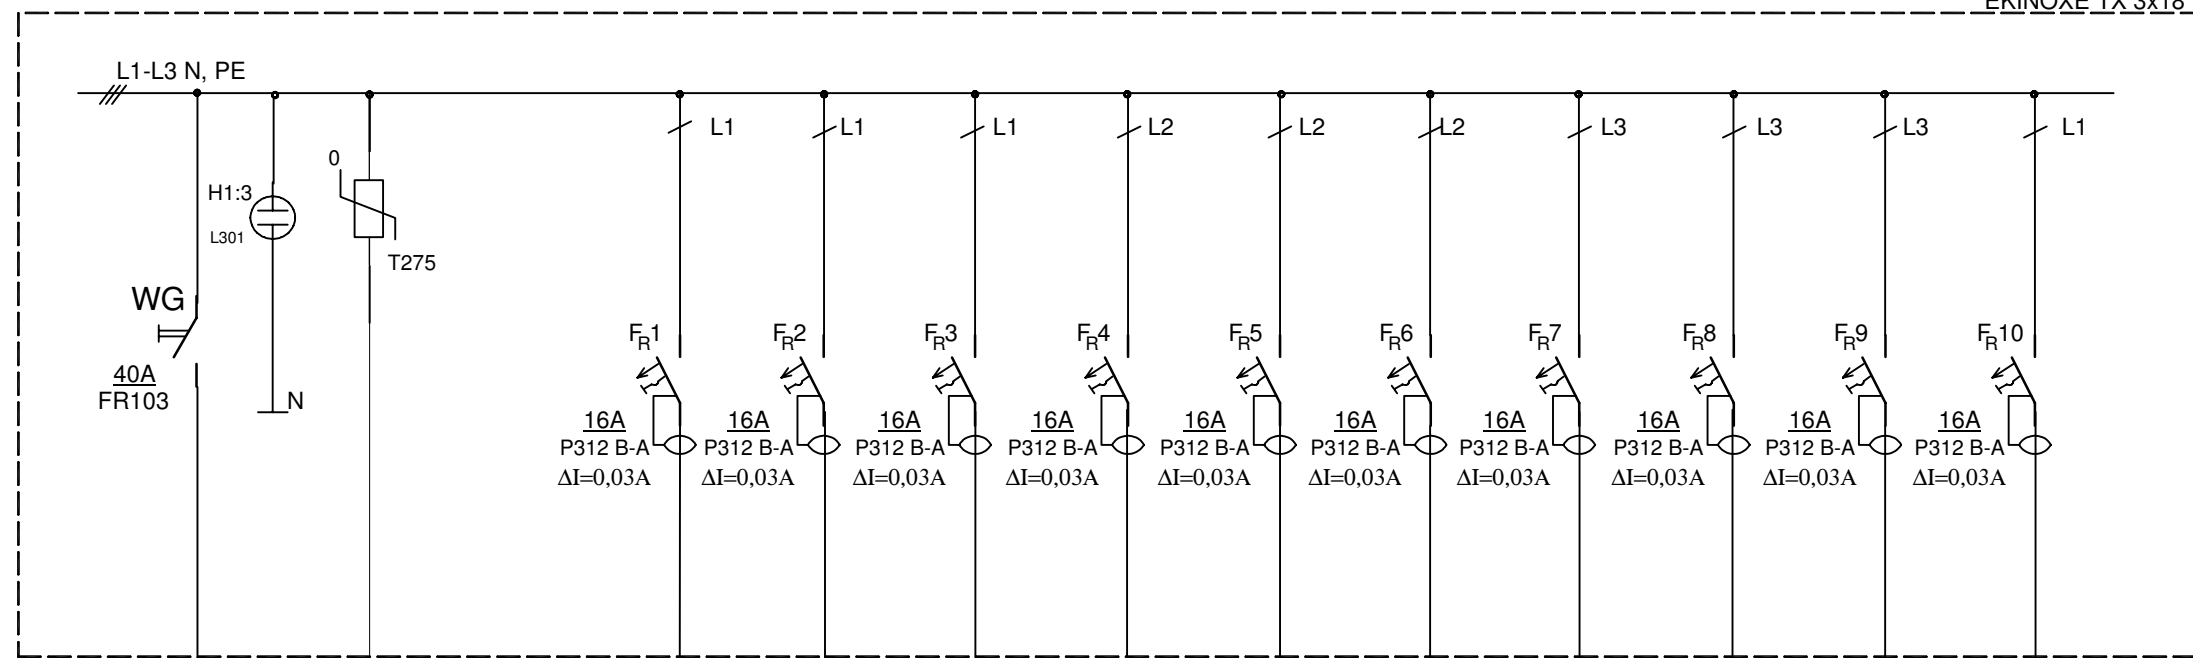 EKINOXE TX 3x18
L1-L3 N, PE
L1
L1
L1
L2
L2
L2
L3
L3
L3
L1
0
H1:3
L301
T275
WG
40A
FR103
N
FR1
FR2
FR3
FR4
FR5
FR6
FR7
FR8
FR9
FR10
16A
16A
16A
16A
16A
16A
16A
16A
16A
16A
P312 B-A
P312 B-A
P312 B-A
P312 B-A
P312 B-A
P312 B-A
P312 B-A
P312 B-A
P312 B-A
P312 B-A
ΔI=0,03A
ΔI=0,03A
ΔI=0,03A
ΔI=0,03A
ΔI=0,03A
ΔI=0,03A
ΔI=0,03A
ΔI=0,03A
ΔI=0,03A
ΔI=0,03A